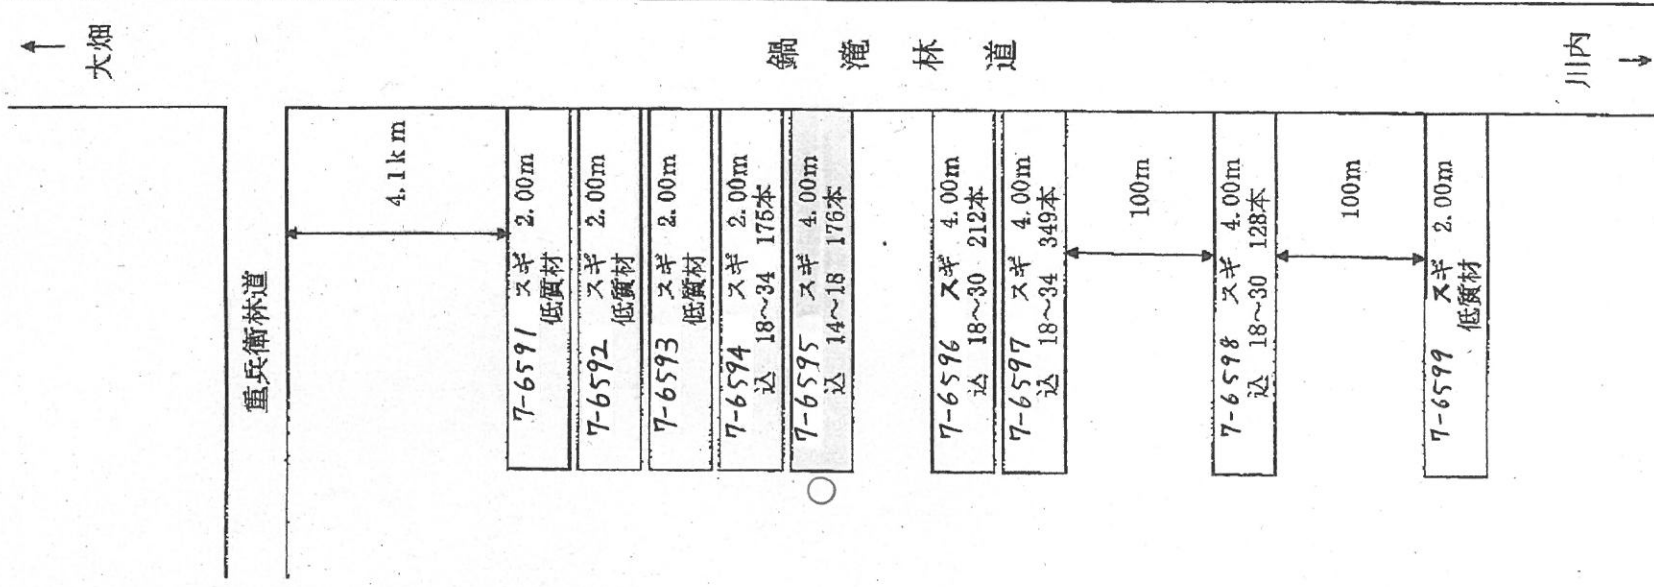 大畑
鍋滝林道
川内
重兵衛林道
4.1km
7-6591 スギ 2.00m
低質材
7-6592 スギ 2.00m
低質材
7-6593 スギ 2.00m
低質材
7-6594 スギ 2.00m
込 18～34 175本
7-6595 スギ 4.00m
込 14～18 176本
7-6596 スギ 4.00m
込 18～30 212本
7-6597 スギ 4.00m
込 18～34 349本
100m
7-6598 スギ 4.00m
込 18～30 128本
100m
7-6599 スギ 2.00m
低質材